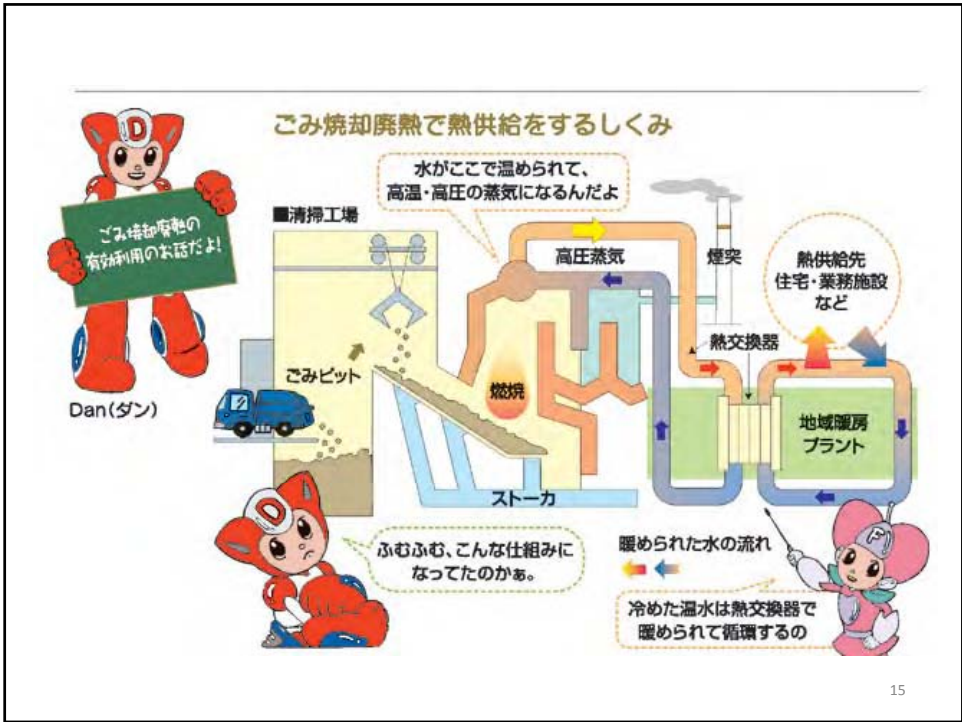 ごみ焼却廃熱で熱供給をするしくみ
D
ごみ焼却廃熱の
有効利用のお話だよ!
Dan(ダン)
水がここで温められて、
高温・高圧の蒸気になるんだよ
■清掃工場
高圧蒸気
煙突
熱供給先
住宅・業務施設
など
熱交換器
ごみピット
燃焼
地域暖房
プラント
ストーカ
D
ふむふむ、こんな仕組みに
なってたのかぁ。
暖められた水の流れ
F
冷めた温水は熱交換器で
暖められて循環するの
15